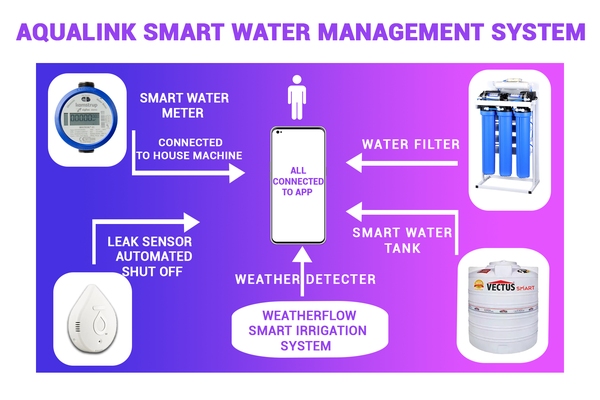 AQUALINK SMART WATER MANAGEMENT SYSTEM
SMART WATER
METER
CONNECTED
TO HOUSE MACHINE
ALL
CONNECTED
TO APP
WATER FILTER
LEAK SENSOR
AUTOMATED
SHUT OFF
SMART WATER
TANK
WEATHER DETECTER
WEATHERFLOW
SMART IRRIGATION
SYSTEM
VECTUS SMART